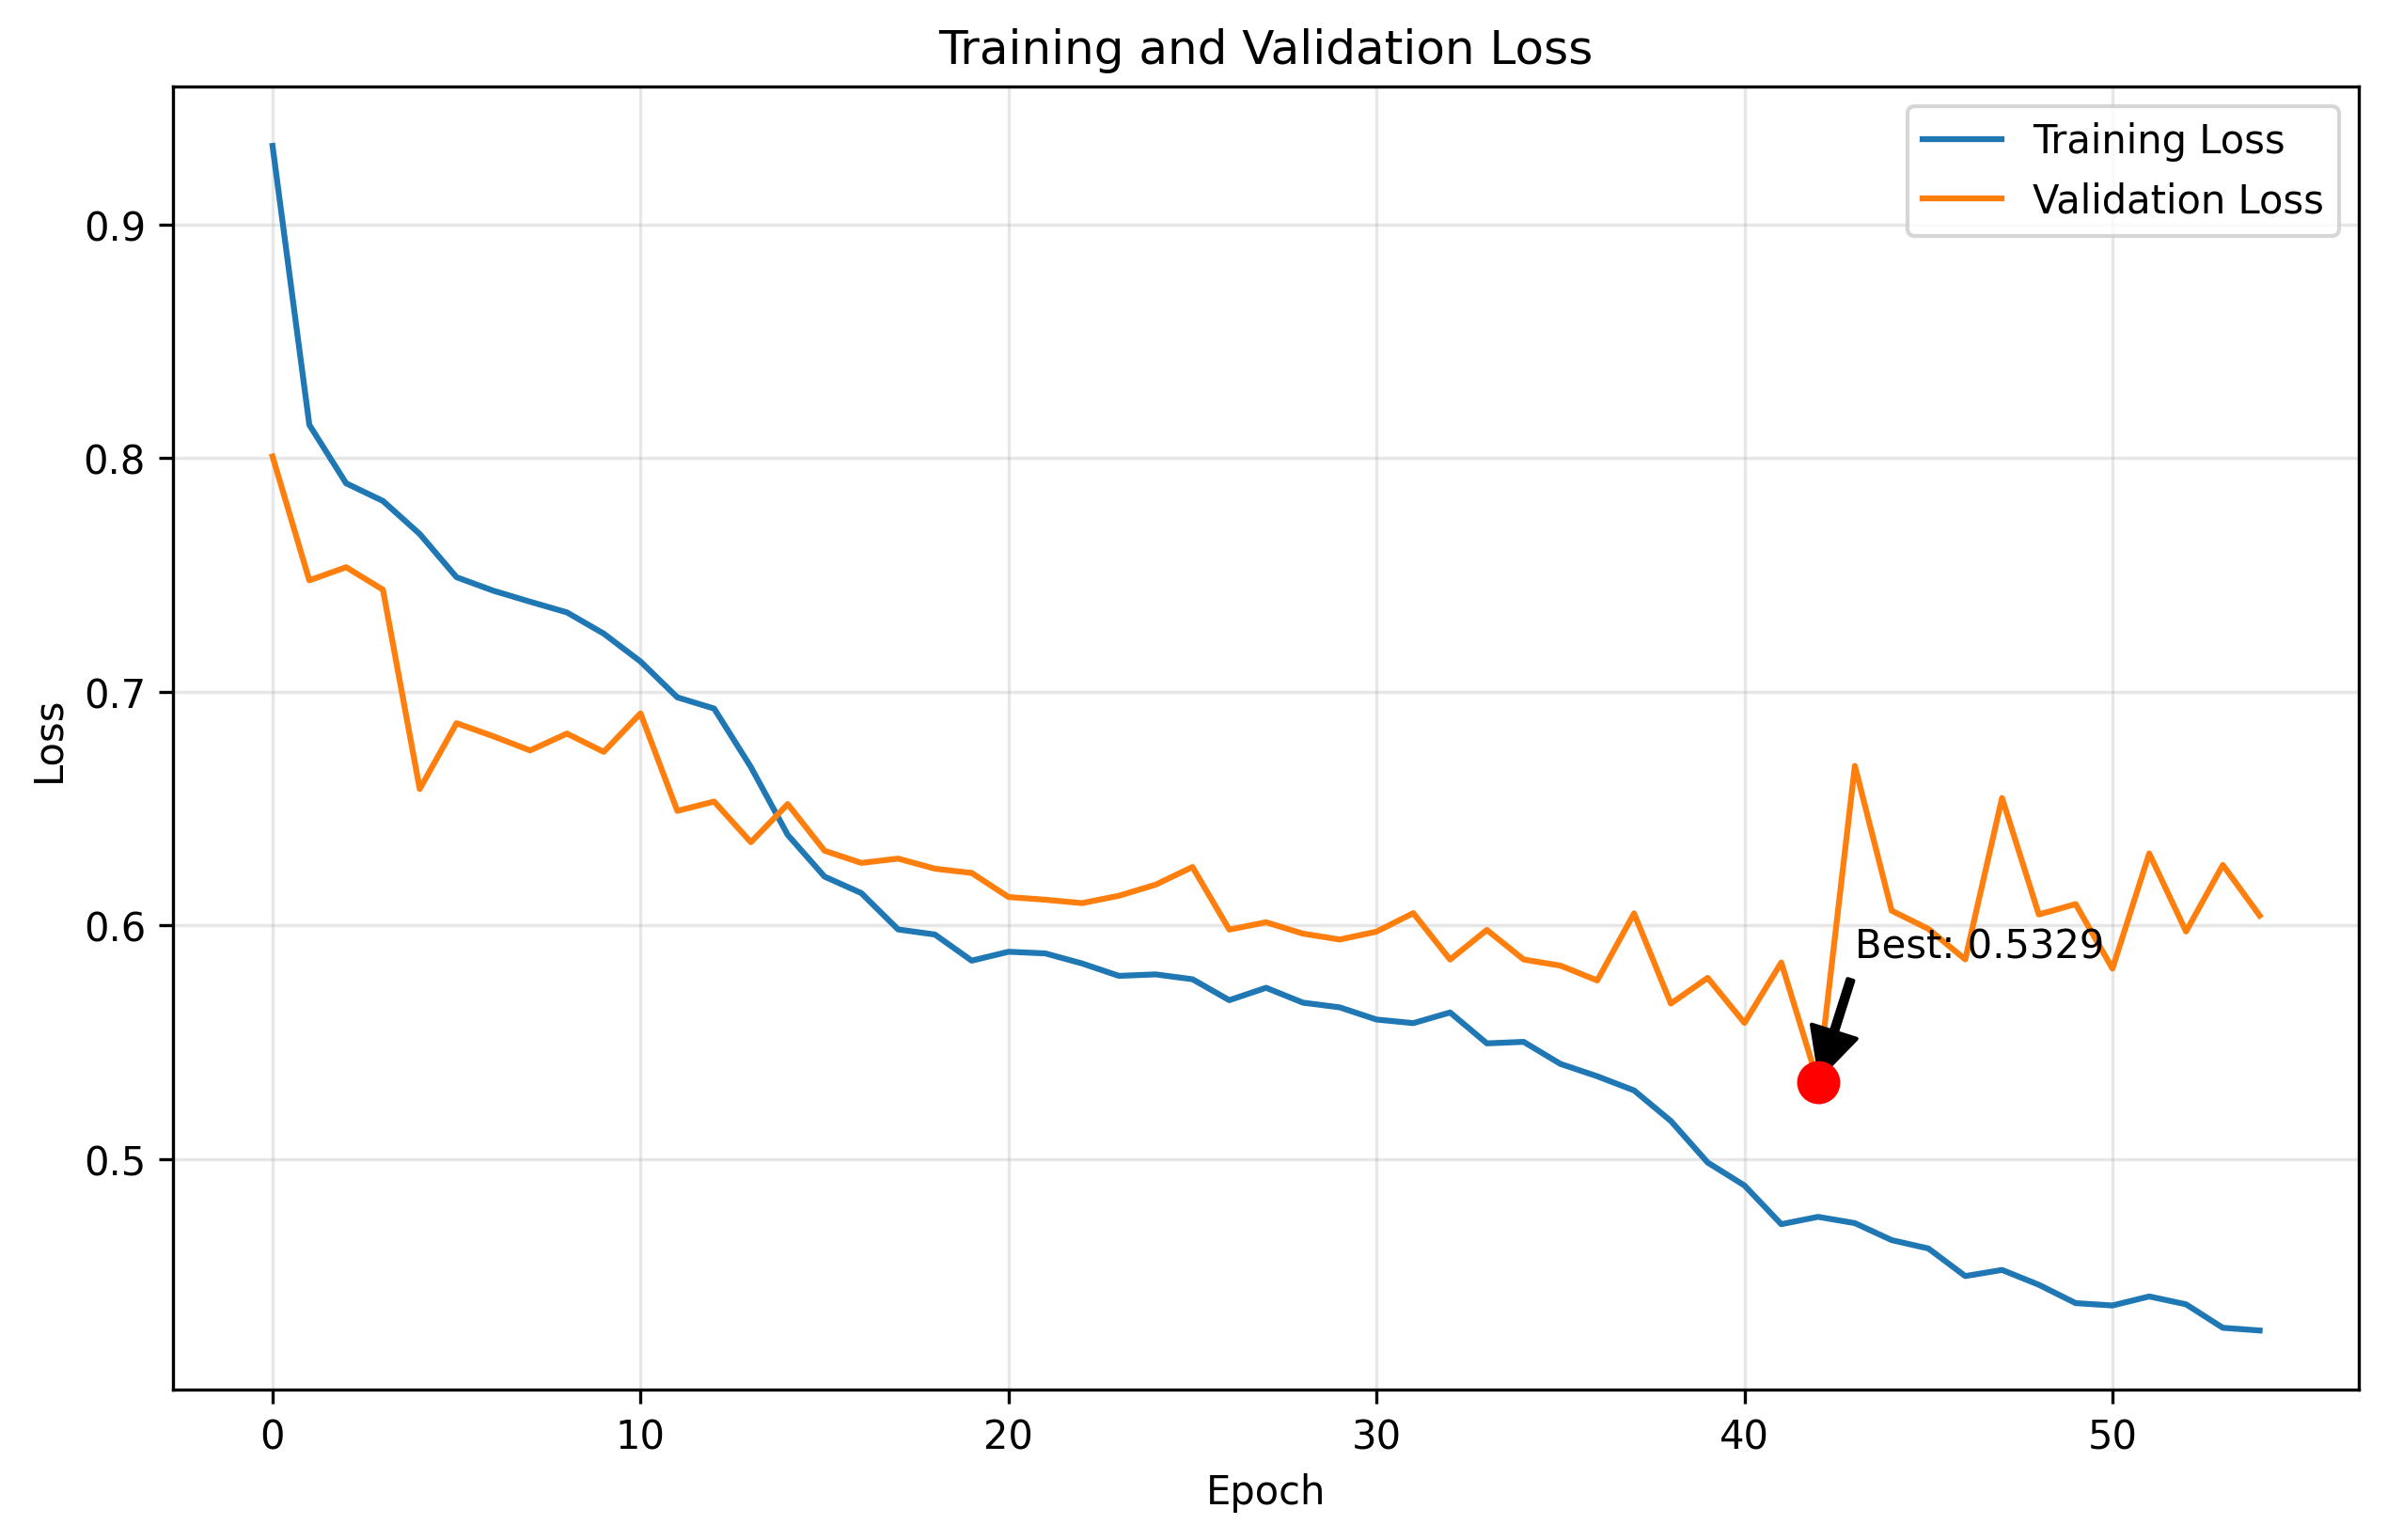 Training and Validation Loss
Training Loss
Validation Loss
0.9
0.8
0.7
0.6
0.5
Loss
Best: 0.5329
0 10 20 30 40 50
Epoch